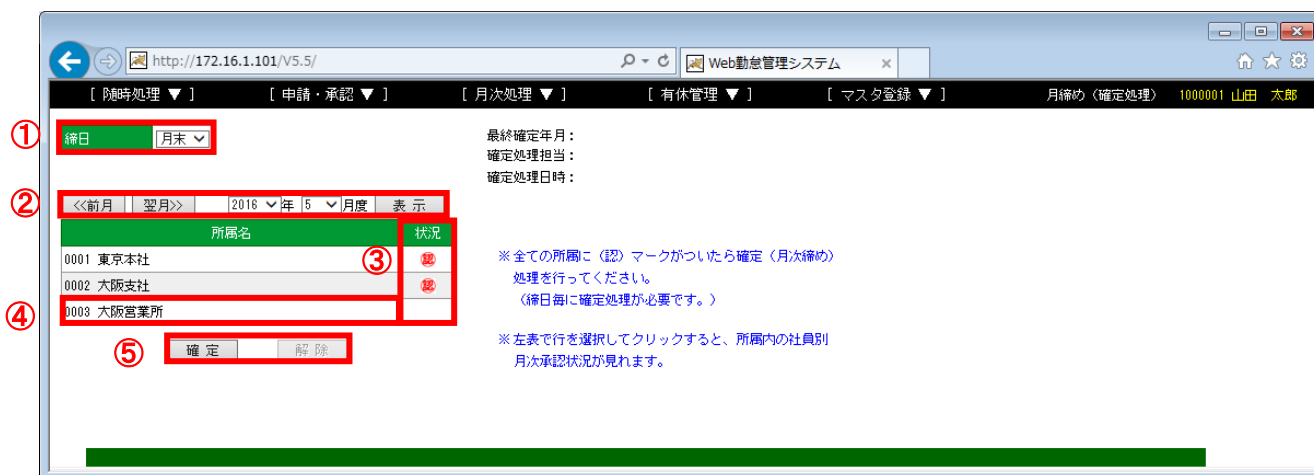 http://172.16.1.101/V5.5/
Web勤怠管理システム
[ 随時処理 ▼ ] [ 申請・承認 ▼ ] [ 月次処理 ▼ ] [ 有休管理 ▼ ] [ マスタ登録 ▼ ] 月締め（確定処理） 1000001 山田 太郎
① 締日 月末
最終確定年月：
確定処理担当：
確定処理日時：
② <<前月 翌月>> 2016 年 5 月度 表 示
所属名 状況
0001 東京本社 ③ 認
0002 大阪支社 認
④ 0003 大阪営業所
⑤ 確 定 解 除
※全ての所属に（認）マークがついたら確定（月次締め）
処理を行ってください。
（締日毎に確定処理が必要です。）
※左表で行を選択してクリックすると、所属内の社員別
月次承認状況が見れます。